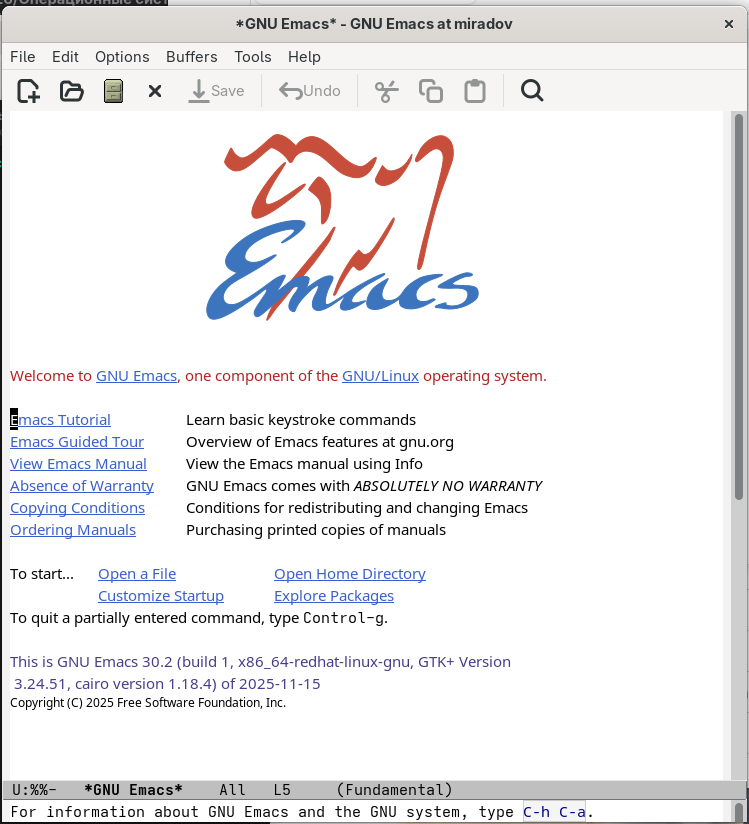 *GNU Emacs* - GNU Emacs at miradov
File Edit Options Buffers Tools Help
Save Undo
Emacs
Welcome to GNU Emacs, one component of the GNU/Linux operating system.
Emacs Tutorial Learn basic keystroke commands
Emacs Guided Tour Overview of Emacs features at gnu.org
View Emacs Manual View the Emacs manual using Info
Absence of Warranty GNU Emacs comes with ABSOLUTELY NO WARRANTY
Copying Conditions Conditions for redistributing and changing Emacs
Ordering Manuals Purchasing printed copies of manuals
To start... Open a File Open Home Directory
Customize Startup Explore Packages
To quit a partially entered command, type Control-g.
This is GNU Emacs 30.2 (build 1, x86_64-redhat-linux-gnu, GTK+ Version
3.24.51, cairo version 1.18.4) of 2025-11-15
Copyright (C) 2025 Free Software Foundation, Inc.
U:%%- *GNU Emacs* All L5 (Fundamental)
For information about GNU Emacs and the GNU system, type C-h C-a.